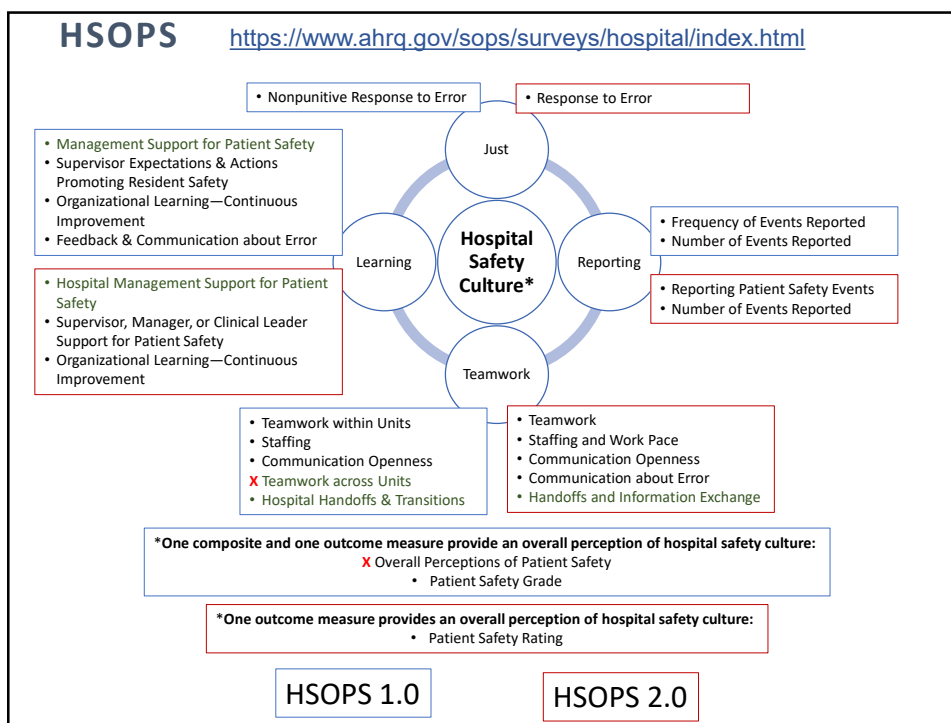 HSOPS https://www.ahrq.gov/sops/surveys/hospital/index.html
• Nonpunitive Response to Error
• Response to Error
Just
• Management Support for Patient Safety
• Supervisor Expectations & Actions
Promoting Resident Safety
• Organizational Learning—Continuous
Improvement
• Feedback & Communication about Error
• Hospital Management Support for Patient
Safety
• Supervisor, Manager, or Clinical Leader
Support for Patient Safety
• Organizational Learning—Continuous
Improvement
Learning
Hospital
Safety
Culture*
Reporting
• Frequency of Events Reported
• Number of Events Reported
• Reporting Patient Safety Events
• Number of Events Reported
Teamwork
• Teamwork within Units
• Staffing
• Communication Openness
X Teamwork across Units
• Hospital Handoffs & Transitions
• Teamwork
• Staffing and Work Pace
• Communication Openness
• Communication about Error
• Handoffs and Information Exchange
*One composite and one outcome measure provide an overall perception of hospital safety culture:
X Overall Perceptions of Patient Safety
• Patient Safety Grade
*One outcome measure provides an overall perception of hospital safety culture:
• Patient Safety Rating
HSOPS 1.0
HSOPS 2.0